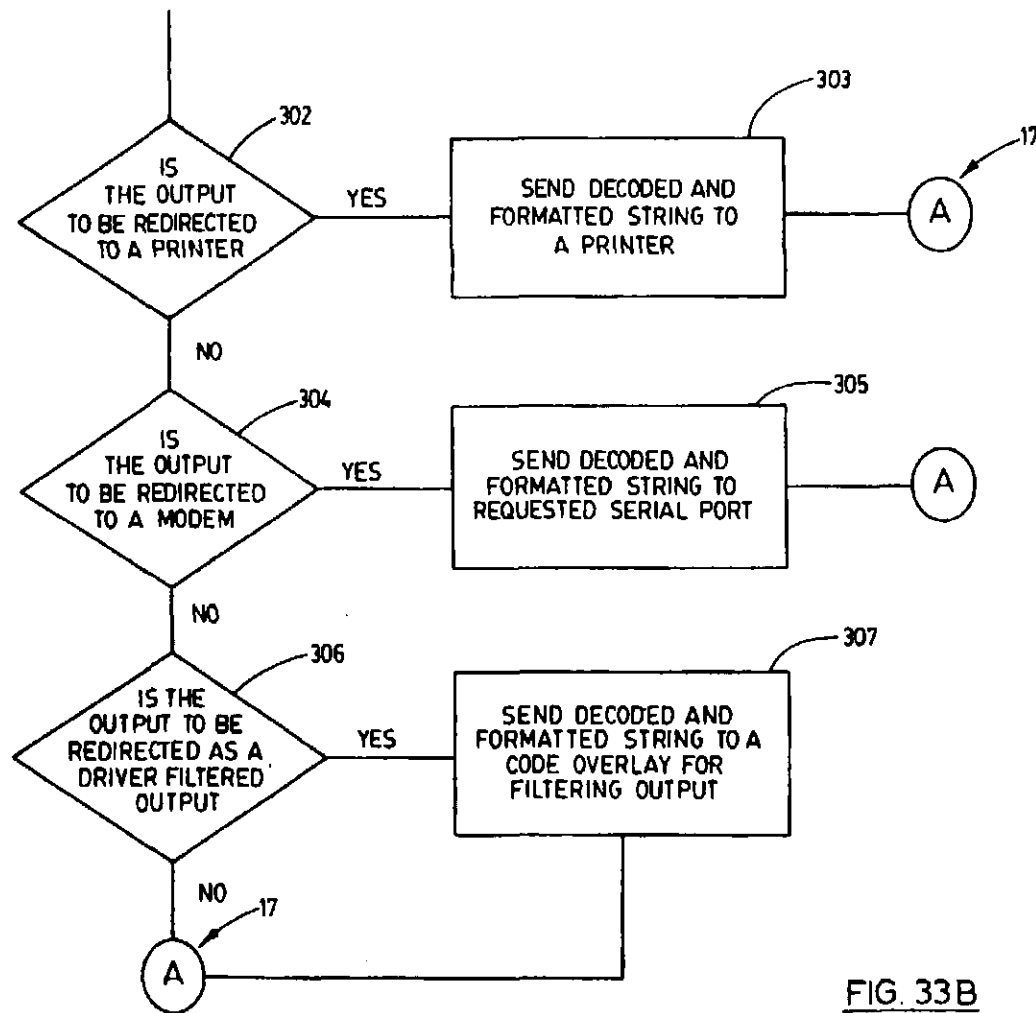 302
IS
THE OUTPUT
TO BE REDIRECTED
TO A PRINTER
YES
303
SEND DECODED AND
FORMATTED STRING TO
A PRINTER
17
A
NO
304
IS
THE OUTPUT
TO BE REDIRECTED
TO A MODEM
YES
305
SEND DECODED AND
FORMATTED STRING TO
REQUESTED SERIAL PORT
A
NO
306
IS THE
OUTPUT TO BE
REDIRECTED AS A
DRIVER FILTERED
OUTPUT
YES
307
SEND DECODED AND
FORMATTED STRING TO A
CODE OVERLAY FOR
FILTERING OUTPUT
NO
17
A
FIG. 33B